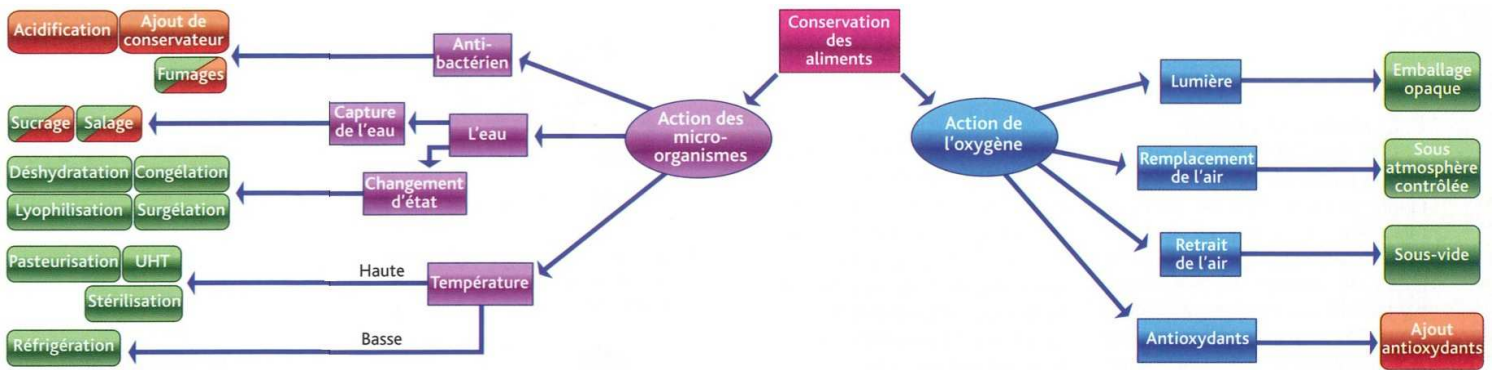 Conservation
des
aliments
Action des
micro-
organismes
Anti-
bactérien
Acidification
Ajout de
conservateur
Fumages
L'eau
Capture
de l'eau
Sucrage
Salage
Changement
d'état
Déshydratation
Congélation
Lyophilisation
Surgélation
Température
Haute
Pasteurisation
UHT
Stérilisation
Basse
Réfrigération
Action de
l'oxygène
Lumière
Emballage
opaque
Remplacement
de l'air
Sous
atmosphère
contrôlée
Retrait
de l'air
Sous-vide
Antioxydants
Ajout
antioxydants